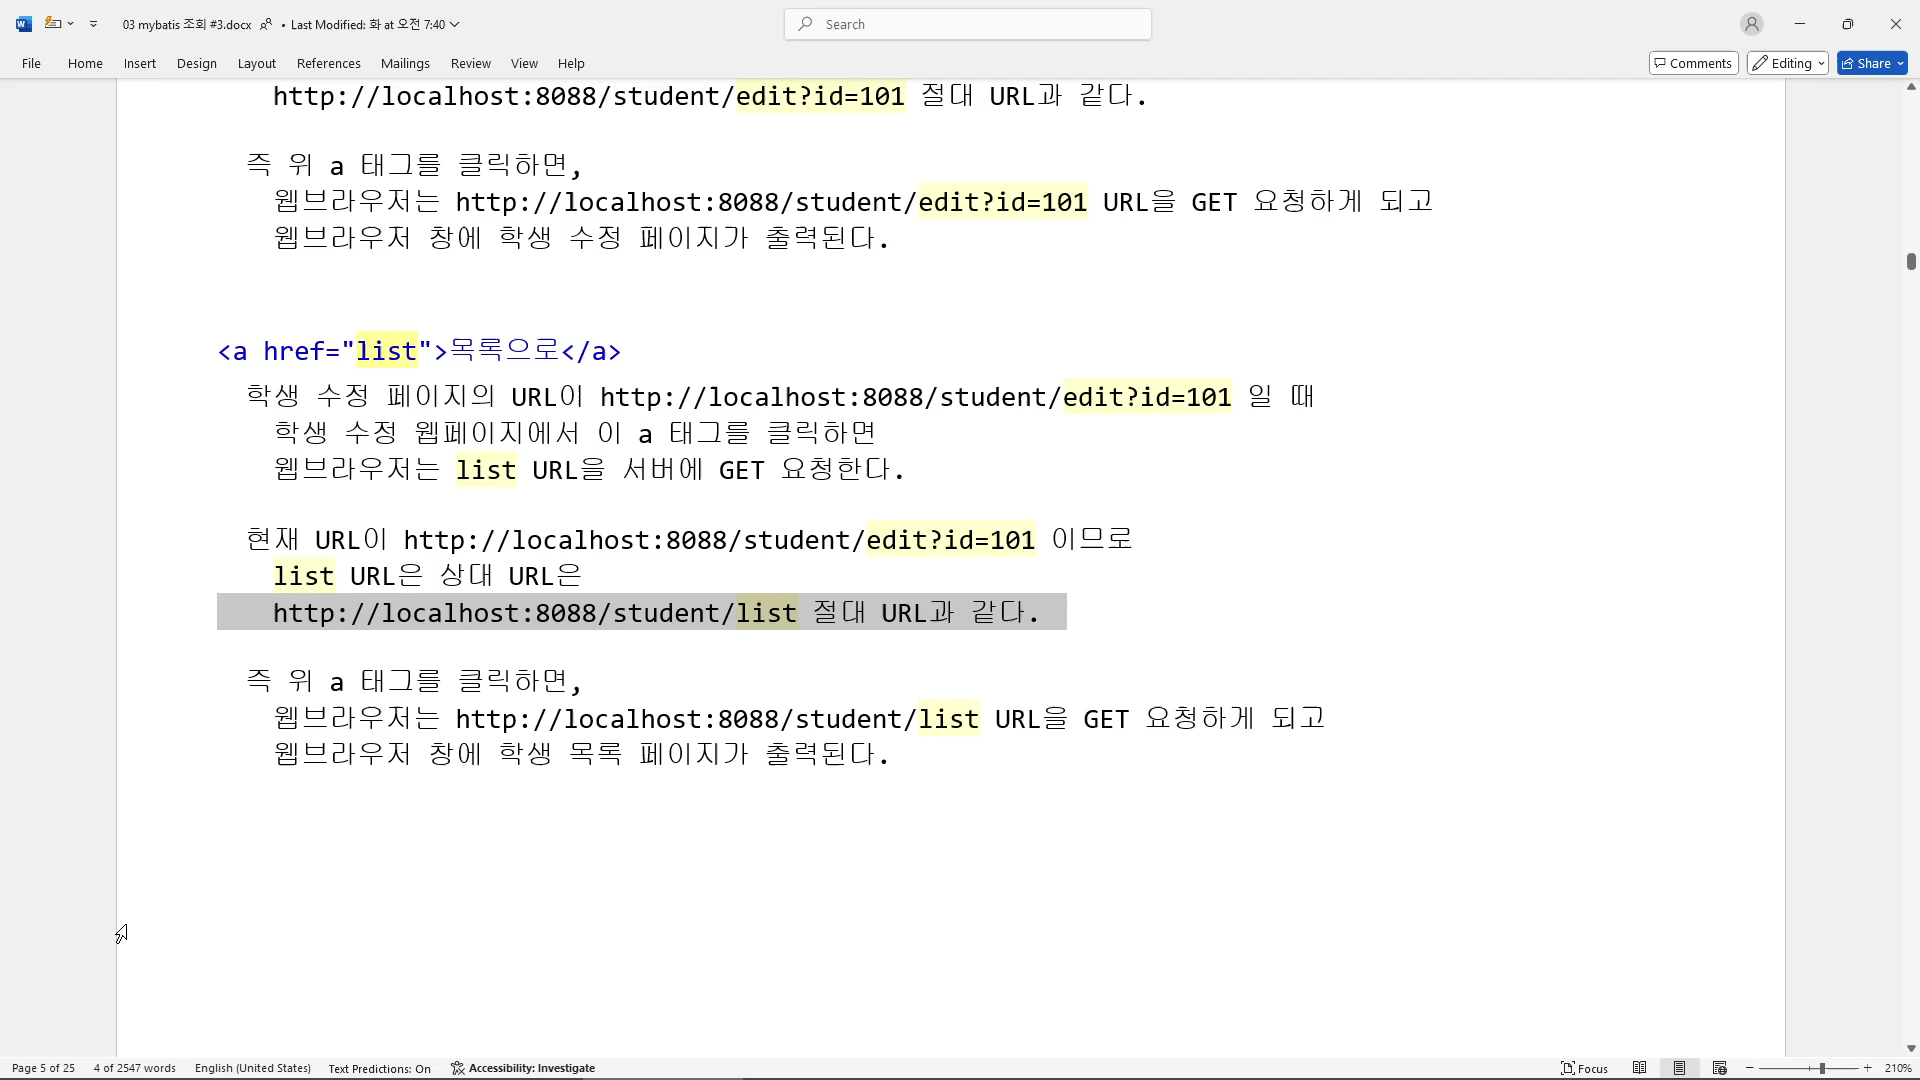 03 mybatis 조회 #3.docx • Last Modified: 화 at 오전 7:40
Search
File Home Insert Design Layout References Mailings Review View Help
Comments Editing Share
http://localhost:8088/student/edit?id=101 절대 URL과 같다.
즉 위 a 태그를 클릭하면,
웹브라우저는 http://localhost:8088/student/edit?id=101 URL을 GET 요청하게 되고
웹브라우저 창에 학생 수정 페이지가 출력된다.
<a href="list">목록으로</a>
학생 수정 페이지의 URL이 http://localhost:8088/student/edit?id=101 일 때
학생 수정 웹페이지에서 이 a 태그를 클릭하면
웹브라우저는 list URL을 서버에 GET 요청한다.
현재 URL이 http://localhost:8088/student/edit?id=101 이므로
list URL은 상대 URL은
http://localhost:8088/student/list 절대 URL과 같다.
즉 위 a 태그를 클릭하면,
웹브라우저는 http://localhost:8088/student/list URL을 GET 요청하게 되고
웹브라우저 창에 학생 목록 페이지가 출력된다.
Page 5 of 25 4 of 2547 words English (United States) Text Predictions: On Accessibility: Investigate Focus 210%